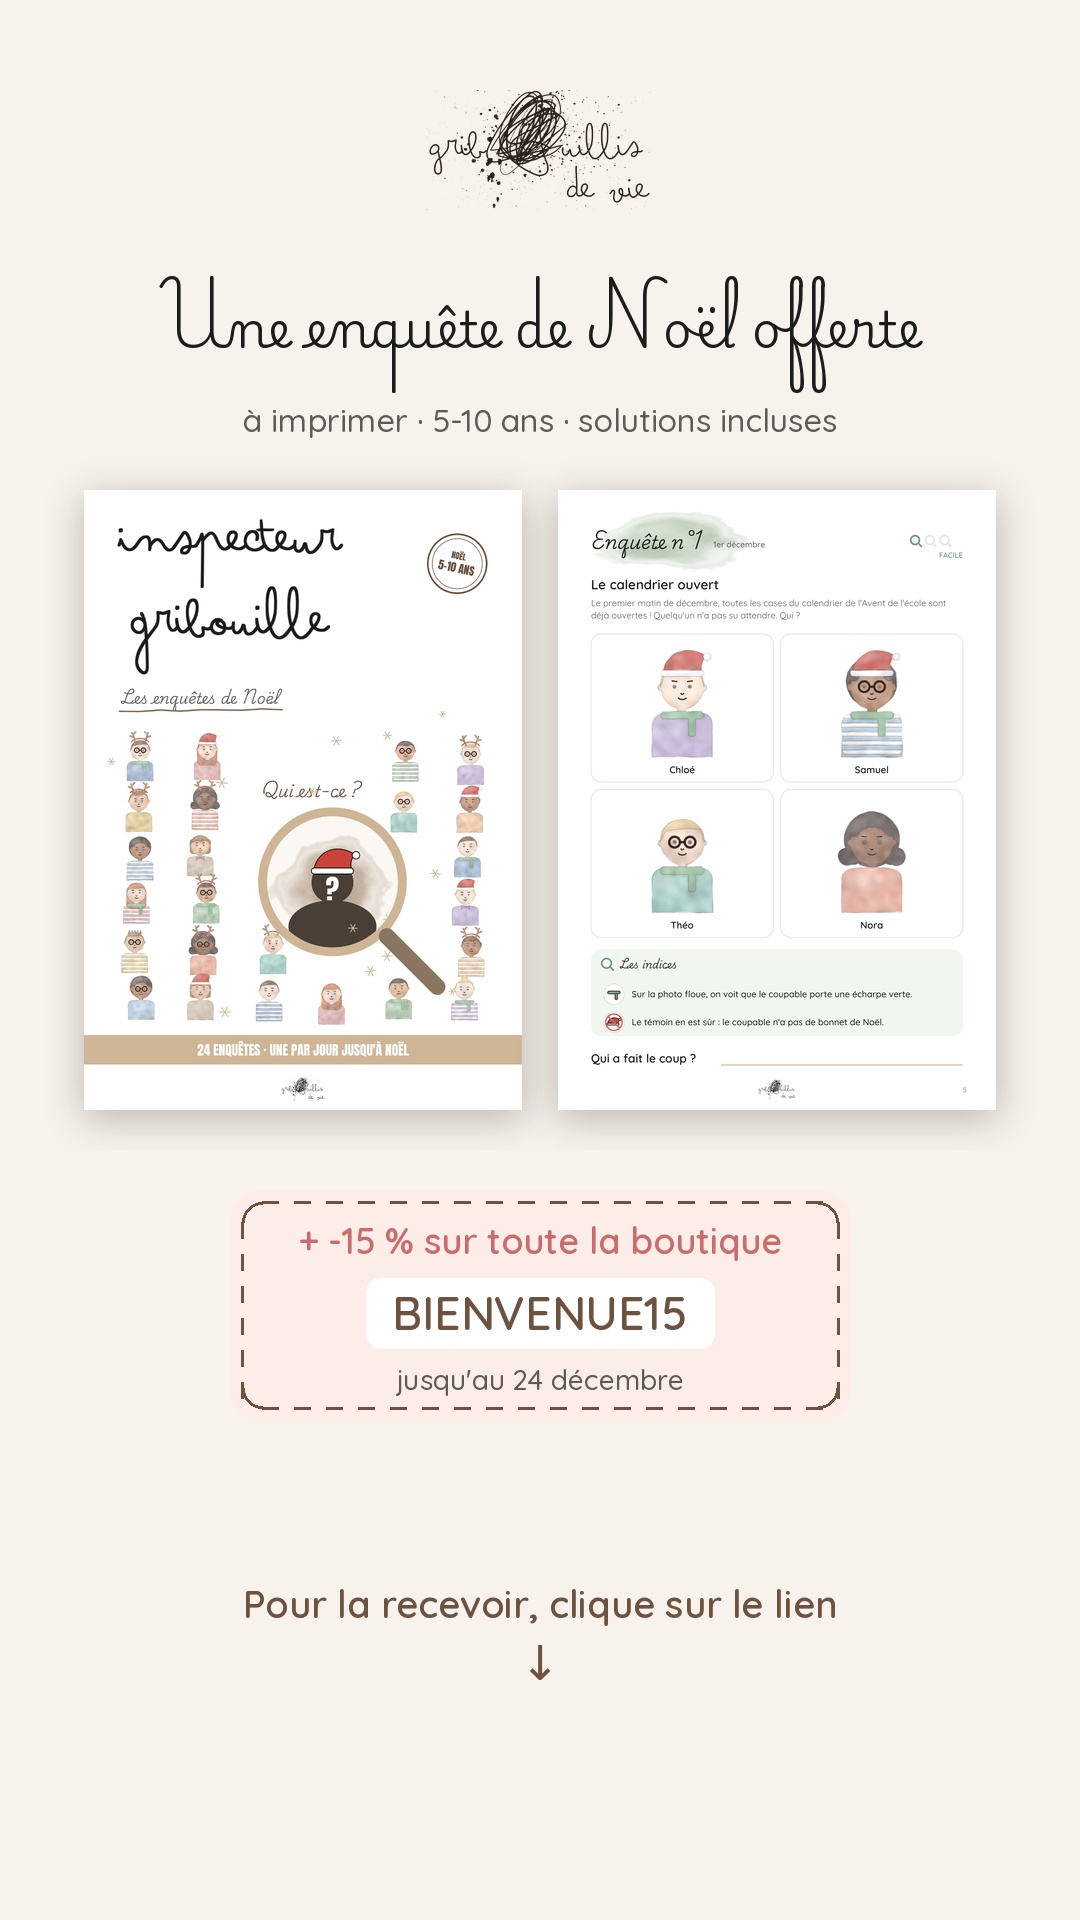 gribouillis
de vie
Une enquête de Noël offerte
à imprimer · 5-10 ans · solutions incluses
inspecteur
gribouille
NOËL
5-10 ANS
Les enquêtes de Noël
Qui est-ce ?
?
24 ENQUÊTES · UNE PAR JOUR JUSQU'À NOËL
gribouillis
de vie
Enquête n°1 1er décembre
FACILE
Le calendrier ouvert
Le premier matin de décembre, toutes les cases du calendrier de l'Avent de l'école sont
déjà ouvertes ! Quelqu'un n'a pas su attendre. Qui ?
Chloé
Samuel
Théo
Nora
Les indices
Sur la photo floue, on voit que le coupable porte une écharpe verte.
Le témoin en est sûr : le coupable n'a pas de bonnet de Noël.
Qui a fait le coup ?
gribouillis
de vie
5
+ -15 % sur toute la boutique
BIENVENUE15
jusqu'au 24 décembre
Pour la recevoir, clique sur le lien
↓